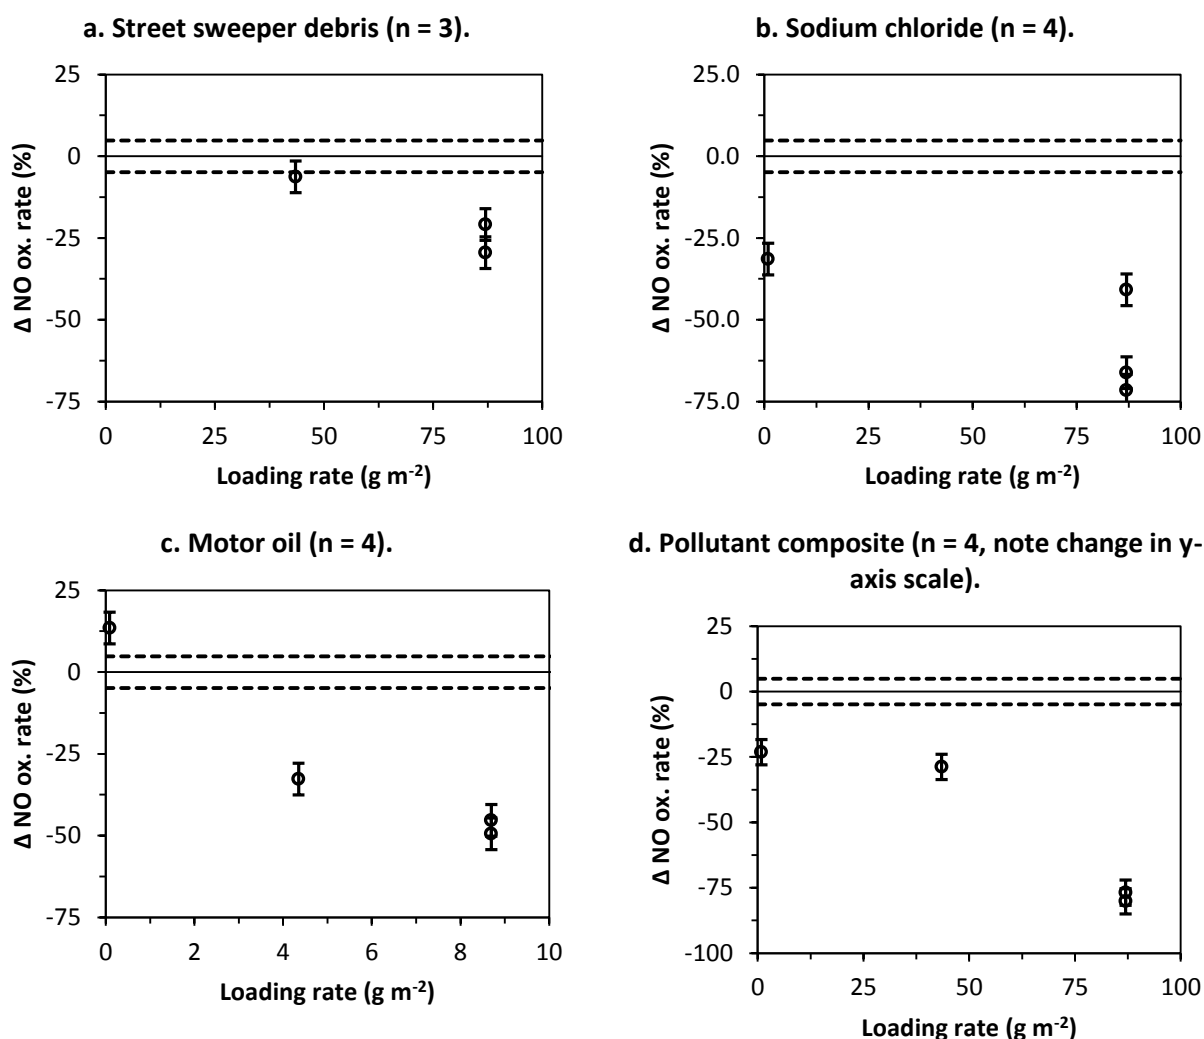 a. Street sweeper debris (n = 3).
25
0
-25
-50
-75
Δ NO ox. rate (%)
0 25 50 75 100
Loading rate (g m-2)
b. Sodium chloride (n = 4).
25.0
0.0
-25.0
-50.0
-75.0
Δ NO ox. rate (%)
0 25 50 75 100
Loading rate (g m-2)
c. Motor oil (n = 4).
25
0
-25
-50
-75
Δ NO ox. rate (%)
0 2 4 6 8 10
Loading rate (g m-2)
d. Pollutant composite (n = 4, note change in y-
axis scale).
25
0
-25
-50
-75
-100
Δ NO ox. rate (%)
0 25 50 75 100
Loading rate (g m-2)